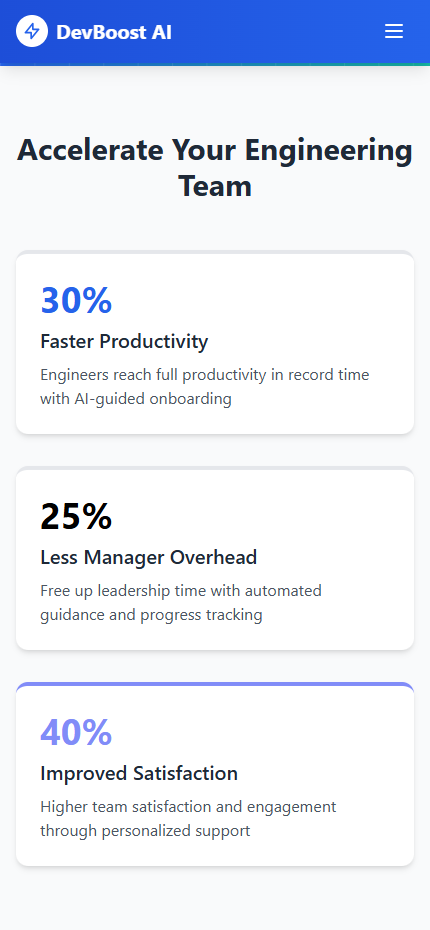 DevBoost AI
Accelerate Your Engineering
Team
30%
Faster Productivity
Engineers reach full productivity in record time
with AI-guided onboarding
25%
Less Manager Overhead
Free up leadership time with automated
guidance and progress tracking
40%
Improved Satisfaction
Higher team satisfaction and engagement
through personalized support